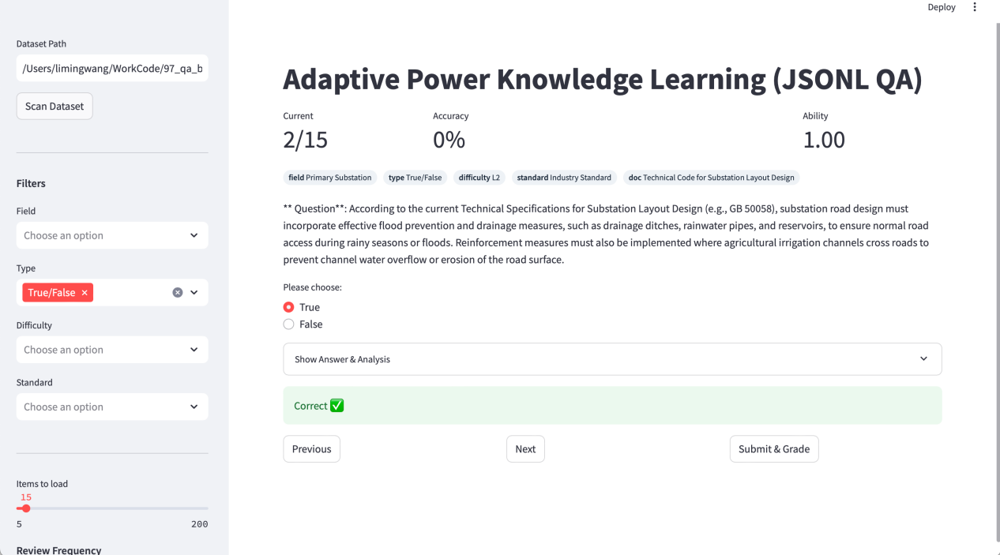 Deploy
Dataset Path
/Users/limingwang/WorkCode/97_qa_b
Scan Dataset
Filters
Field
Choose an option
Type
True/False ×
Difficulty
Choose an option
Standard
Choose an option
Items to load
15
5 200
Review Frequency
Adaptive Power Knowledge Learning (JSONL QA)
Current Accuracy Ability
2/15 0% 1.00
field Primary Substation type True/False difficulty L2 standard Industry Standard doc Technical Code for Substation Layout Design
** Question**: According to the current Technical Specifications for Substation Layout Design (e.g., GB 50058), substation road design must
incorporate effective flood prevention and drainage measures, such as drainage ditches, rainwater pipes, and reservoirs, to ensure normal road
access during rainy seasons or floods. Reinforcement measures must also be implemented where agricultural irrigation channels cross roads to
prevent channel water overflow or erosion of the road surface.
Please choose:
True
False
Show Answer & Analysis
Correct ✅
Previous Next Submit & Grade